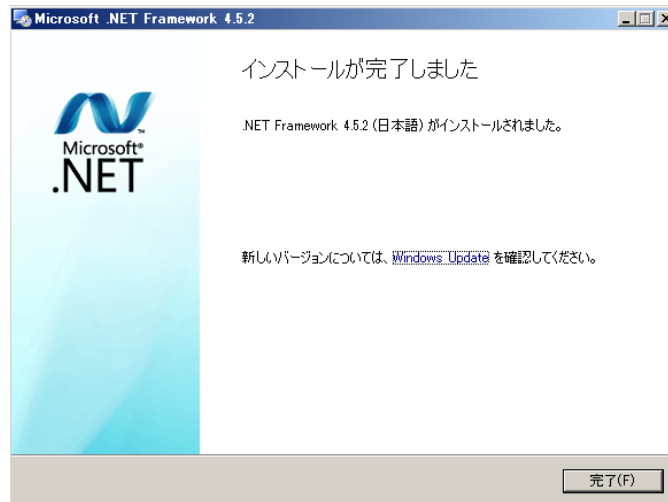 Microsoft .NET Framework 4.5.2
インストールが完了しました
.NET Framework 4.5.2 (日本語) がインストールされました。
Microsoft®
.NET
新しいバージョンについては、Windows Update を確認してください。
完了(F)